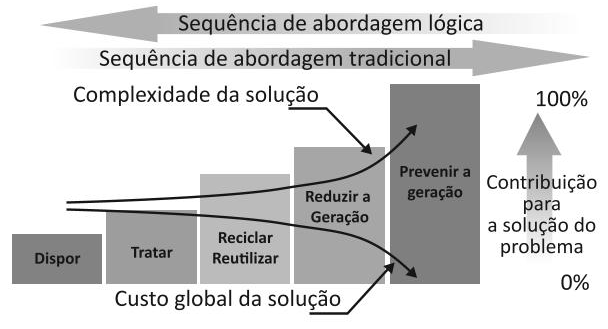 Sequência de abordagem lógica
Sequência de abordagem tradicional
Complexidade da solução
100%
Prevenir a
geração
Reduzir a
Geração
Contribuição
para
a solução do
problema
Reciclar
Reutilizar
Tratar
Dispor
0%
Custo global da solução